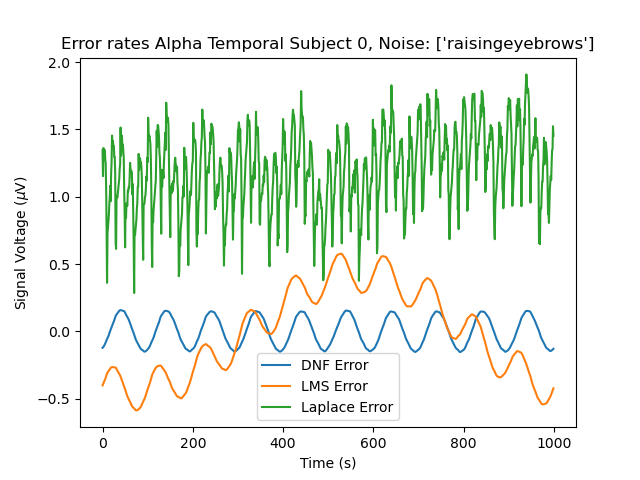 Error rates Alpha Temporal Subject 0, Noise: ['raisingeyebrows']
Signal Voltage (μV)
2.0
1.5
1.0
0.5
0.0
−0.5
DNF Error
LMS Error
Laplace Error
0 200 400 600 800 1000
Time (s)